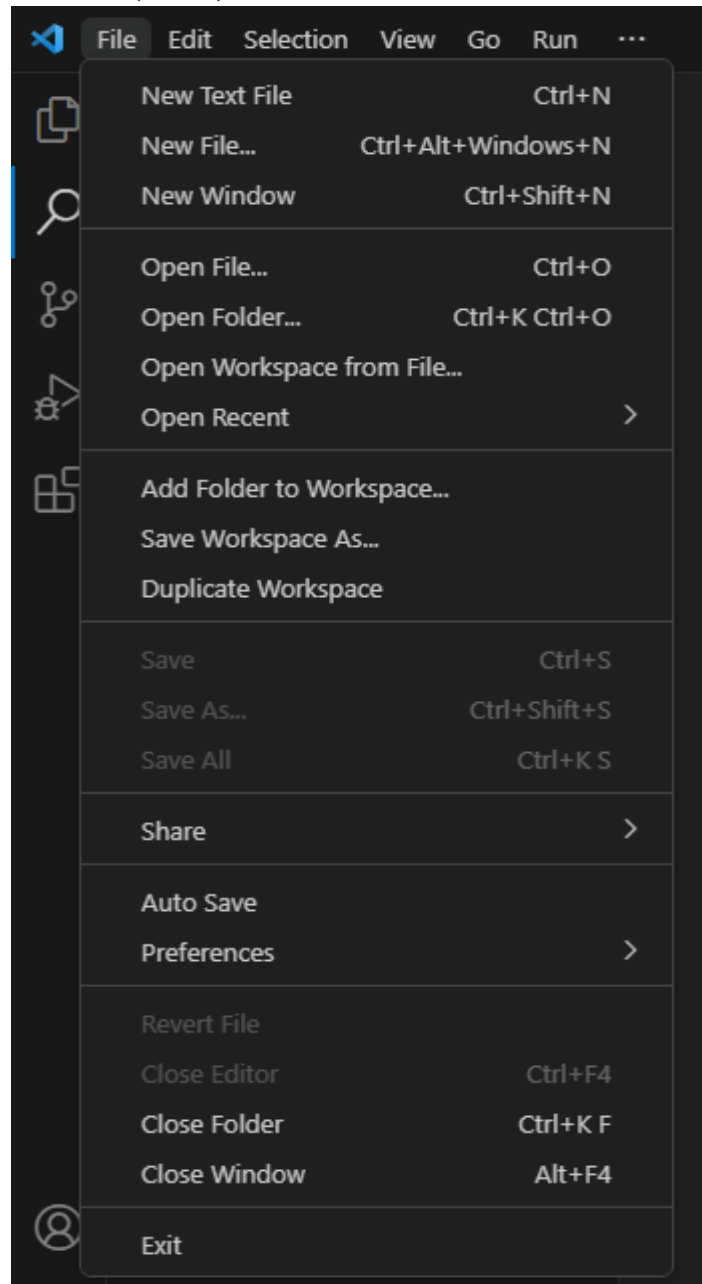 File Edit Selection View Go Run ...
New Text File Ctrl+N
New File... Ctrl+Alt+Windows+N
New Window Ctrl+Shift+N
Open File... Ctrl+O
Open Folder... Ctrl+K Ctrl+O
Open Workspace from File...
Open Recent
Add Folder to Workspace...
Save Workspace As...
Duplicate Workspace
Save Ctrl+S
Save As... Ctrl+Shift+S
Save All Ctrl+K S
Share
Auto Save
Preferences
Revert File
Close Editor Ctrl+F4
Close Folder Ctrl+K F
Close Window Alt+F4
Exit